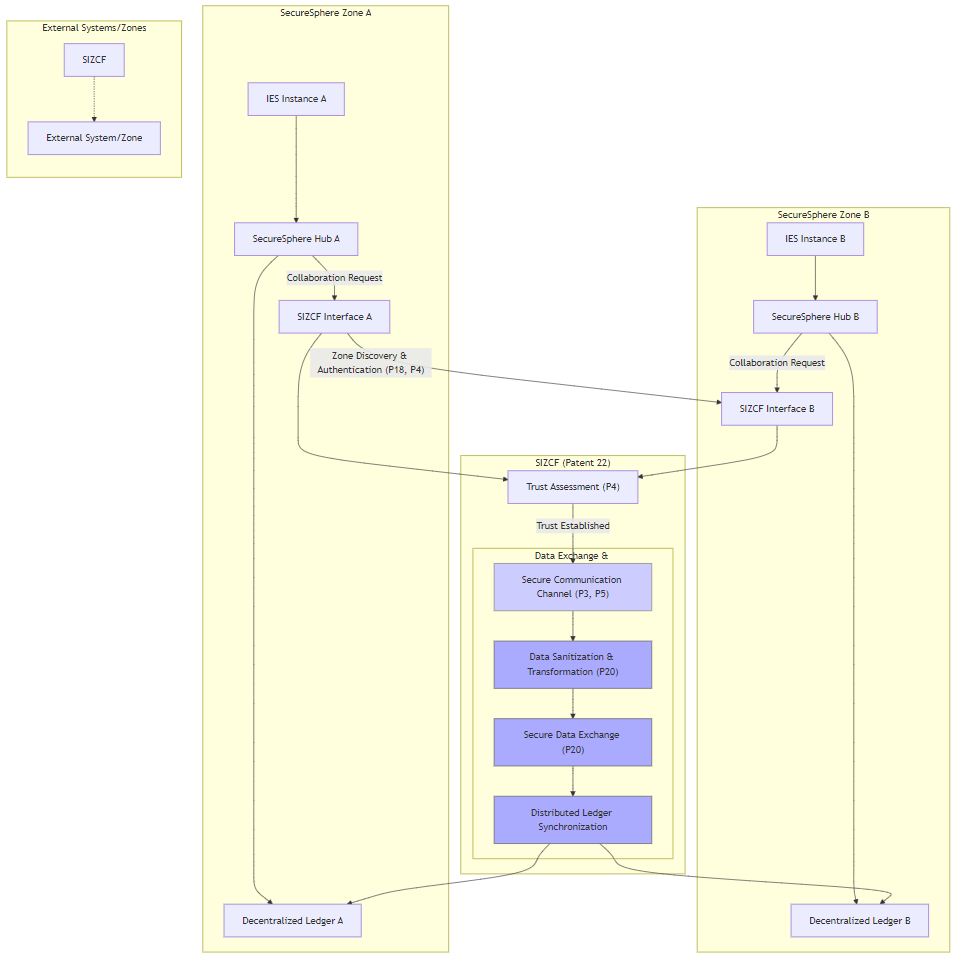 External Systems/Zones
SIZCF
External System/Zone
SecureSphere Zone A
IES Instance A
SecureSphere Hub A
Collaboration Request
SIZCF Interface A
Zone Discovery &
Authentication (P18, P4)
SecureSphere Zone B
IES Instance B
SecureSphere Hub B
Collaboration Request
SIZCF Interface B
SIZCF (Patent 22)
Trust Assessment (P4)
Trust Established
Data Exchange &
Secure Communication
Channel (P3, P5)
Data Sanitization &
Transformation (P20)
Secure Data Exchange
(P20)
Distributed Ledger
Synchronization
Decentralized Ledger A
Decentralized Ledger B